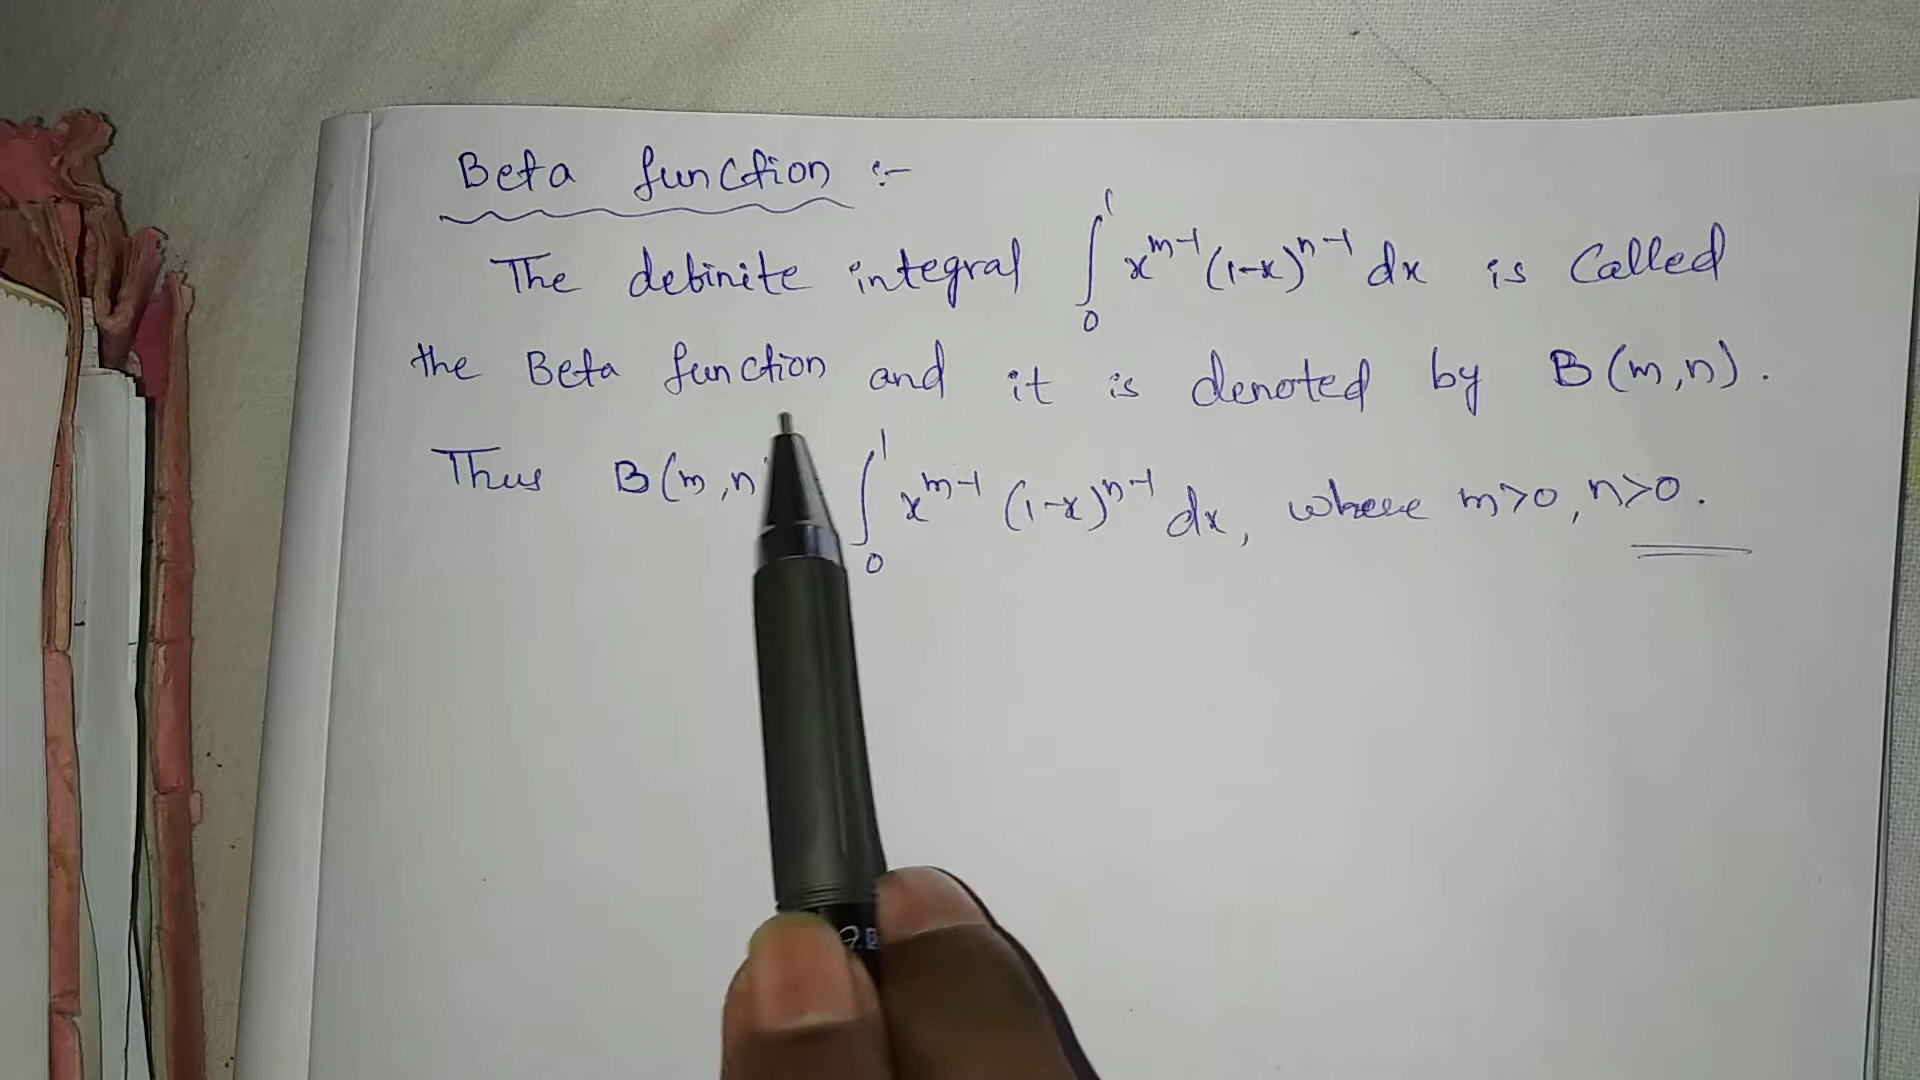 Beta function :-
The definite integral ∫₀¹ x^{m-1} (1-x)^{n-1} dx is Called
the Beta function and it is denoted by B(m,n).
Thus B(m,n ∫₀¹ x^{m-1} (1-x)^{n-1} dx, where m>0, n>0.